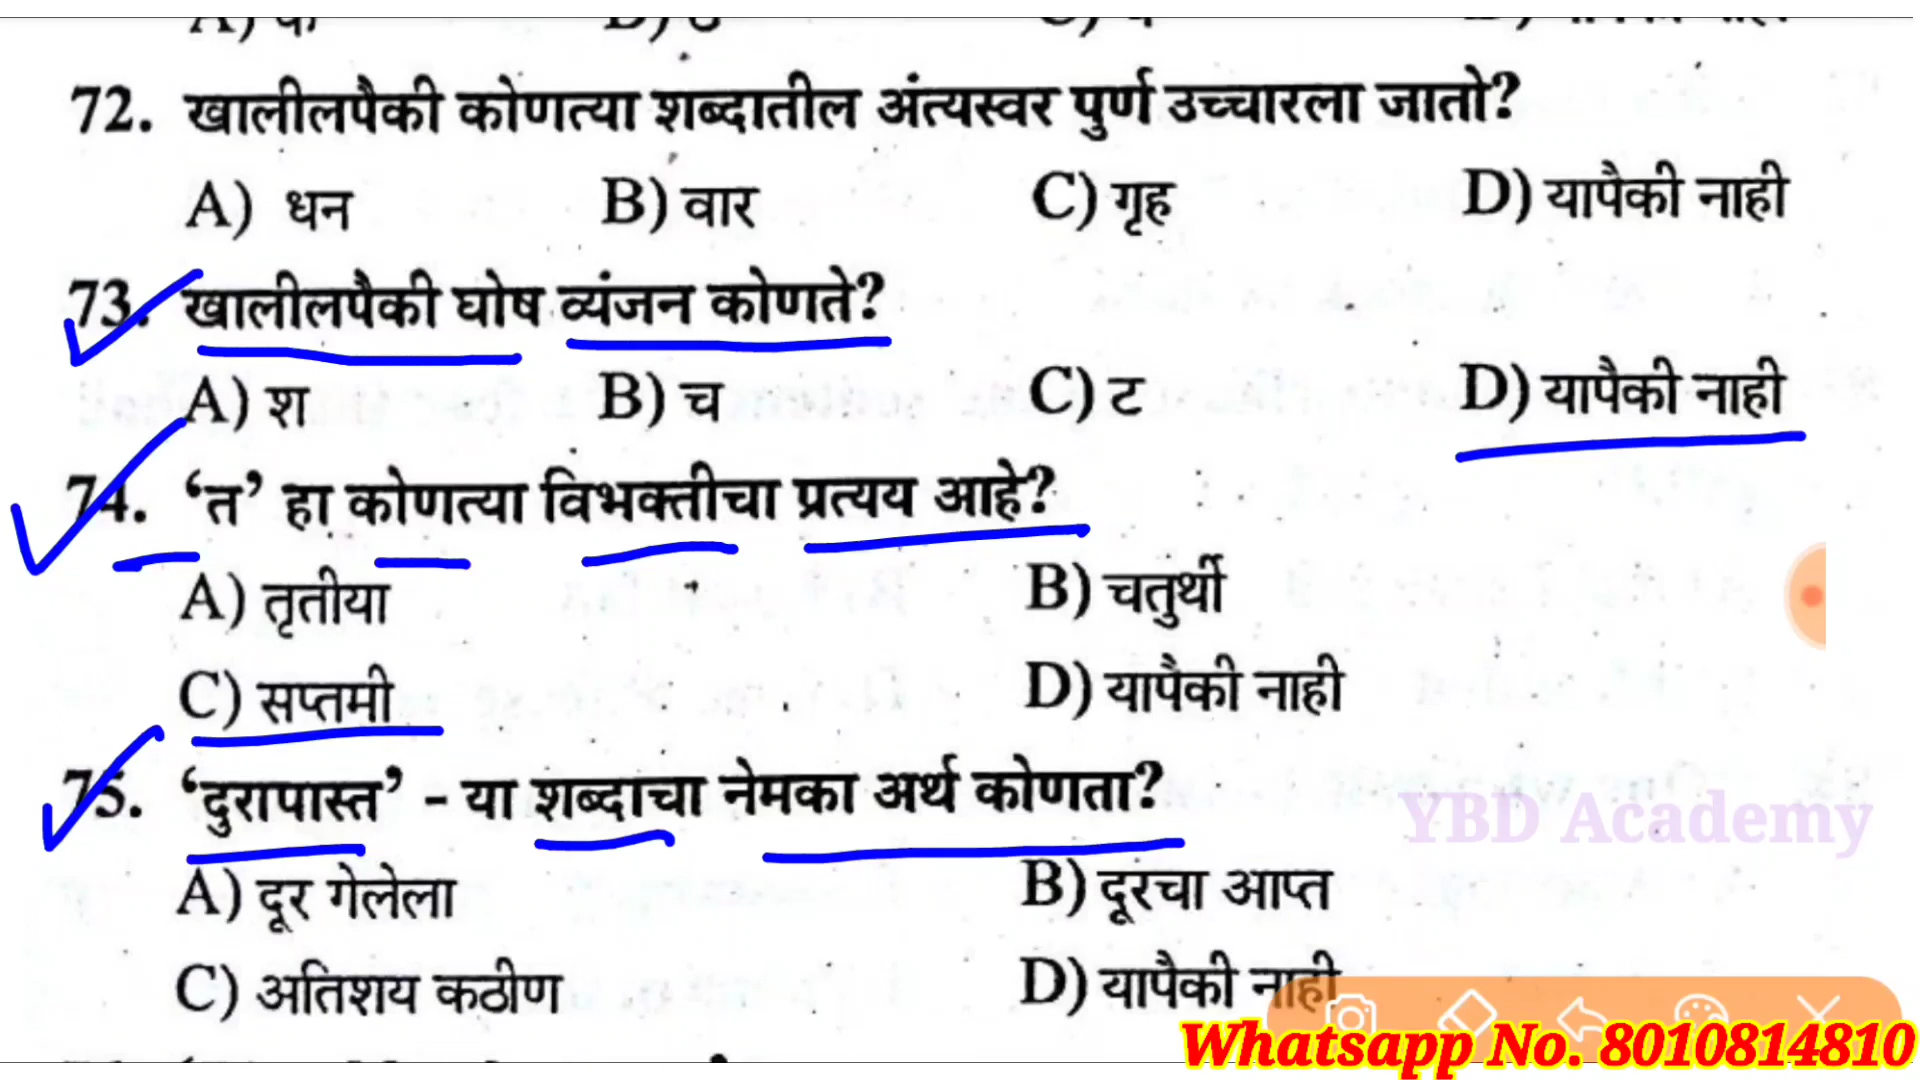 72. खालीलपैकी कोणत्या शब्दातील अंत्यस्वर पुर्ण उच्चारला जातो?
A) धन B) वार C) गृह D) यापैकी नाही
73. खालीलपैकी घोष व्यंजन कोणते?
A) श B) च C) ट D) यापैकी नाही
74. ‘त’ हा कोणत्या विभक्तीचा प्रत्यय आहे?
A) तृतीया B) चतुर्थी
C) सप्तमी D) यापैकी नाही
75. ‘दुरापास्त’ - या शब्दाचा नेमका अर्थ कोणता?
YBD Academy
A) दूर गेलेला B) दूरचा आप्त
C) अतिशय कठीण D) यापैकी नाही
Whatsapp No. 8010814810